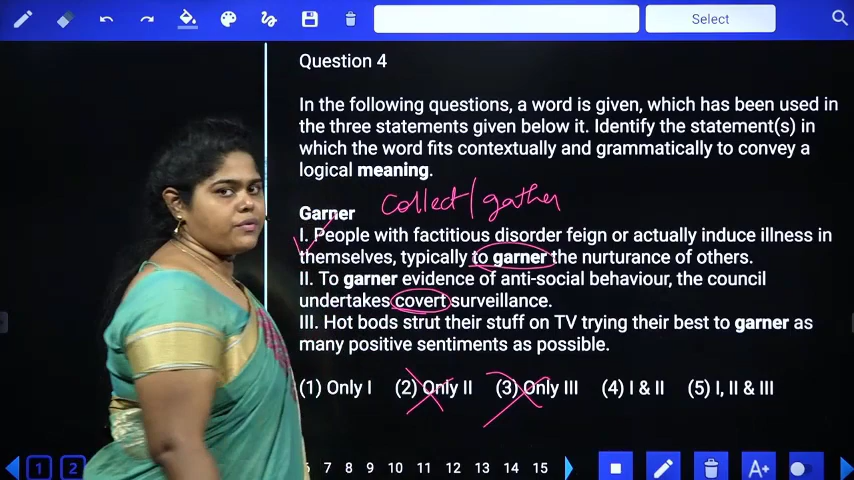 Select
Question 4
In the following questions, a word is given, which has been used in
the three statements given below it. Identify the statement(s) in
which the word fits contextually and grammatically to convey a
logical meaning.
collect/gather
Garner
I. People with factitious disorder feign or actually induce illness in
themselves, typically to garner the nurturance of others.
II. To garner evidence of anti-social behaviour, the council
undertakes covert surveillance.
III. Hot bods strut their stuff on TV trying their best to garner as
many positive sentiments as possible.
(1) Only I (2) Only II (3) Only III (4) I & II (5) I, II & III
1 2 6 7 8 9 10 11 12 13 14 15 A+